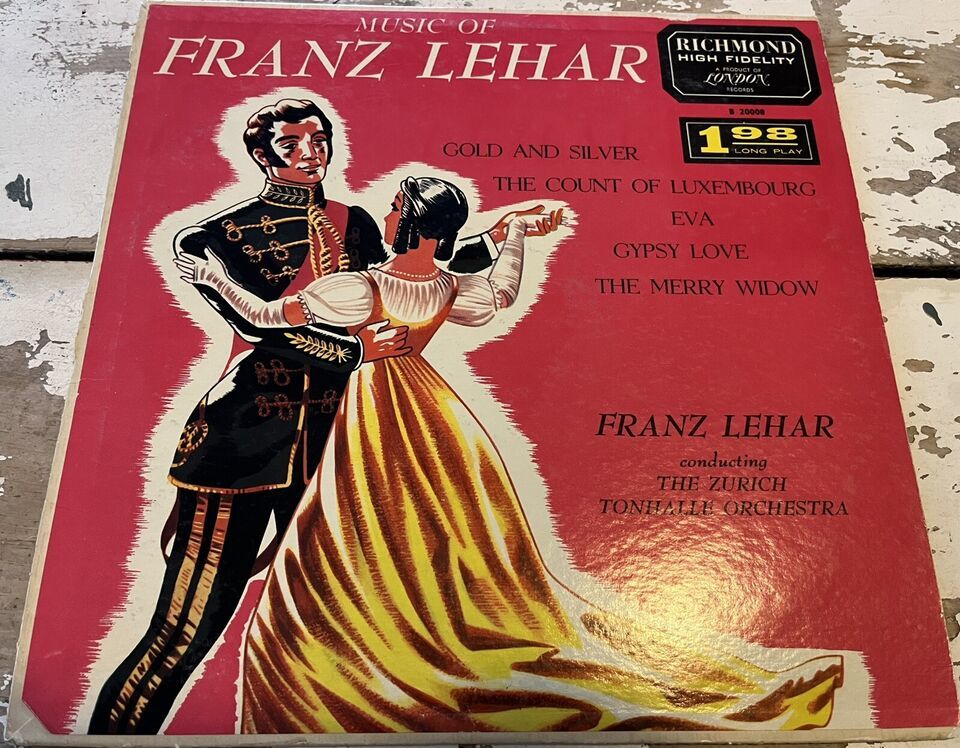 MUSIC OF
FRANZ LEHAR
RICHMOND
HIGH FIDELITY
A PRODUCT OF
LONDON
RECORDS
B 20008
1 98
LONG PLAY
GOLD AND SILVER
THE COUNT OF LUXEMBOURG
EVA
GYPSY LOVE
THE MERRY WIDOW
FRANZ LEHAR
conducting
THE ZURICH
TONHALLE ORCHESTRA